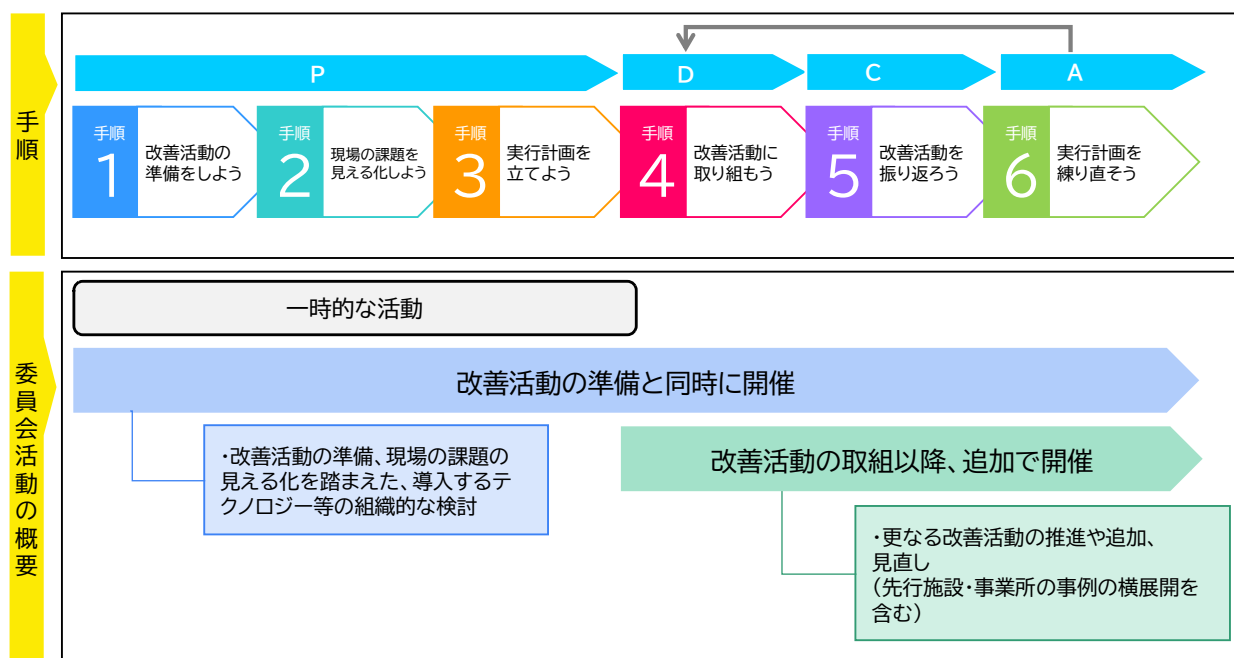 手順
P
D
C
A
手順
1
改善活動の
準備をしよう
手順
2
現場の課題を
見える化しよう
手順
3
実行計画を
立てよう
手順
4
改善活動に
取り組もう
手順
5
改善活動を
振り返ろう
手順
6
実行計画を
練り直そう
委員会活動の概要
一時的な活動
改善活動の準備と同時に開催
・改善活動の準備、現場の課題の
見える化を踏まえた、導入するテ
クノロジー等の組織的な検討
改善活動の取組以降、追加で開催
・更なる改善活動の推進や追加、
見直し
(先行施設・事業所の事例の横展開を
含む)